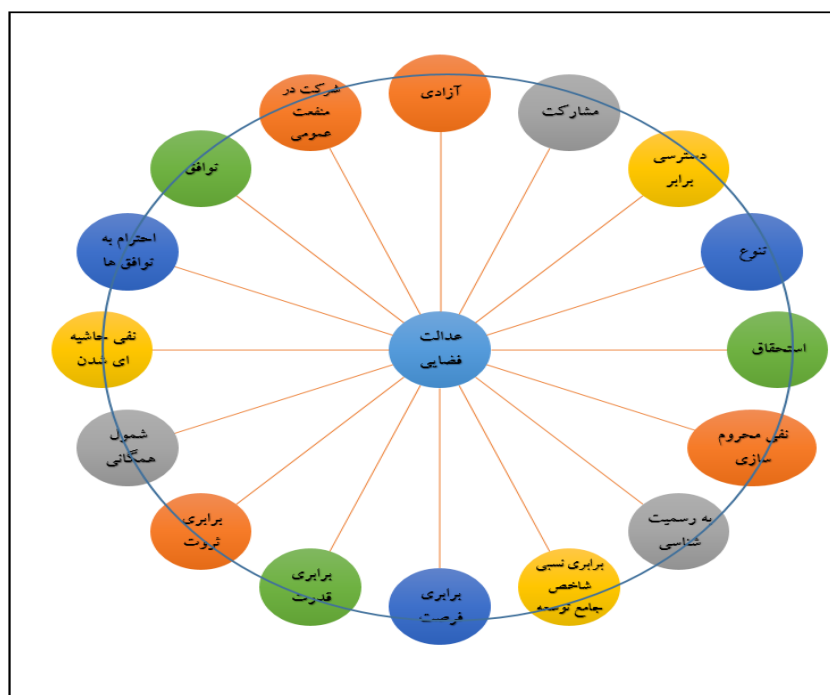 آزادی
مشارکت
دسترسی
برابر
تنوع
استحقاق
نفی محروم
سازی
به رسمیت
شناسی
برابری نسبی
شاخص
جامع توسعه
برابری
فرصت
برابری
قدرت
برابری
ثروت
شمول
همگانی
نفی حاشیه
ای شدن
احترام به
توافق ها
توافق
شرکت در
منفعت
عمومی
عدالت
فضایی